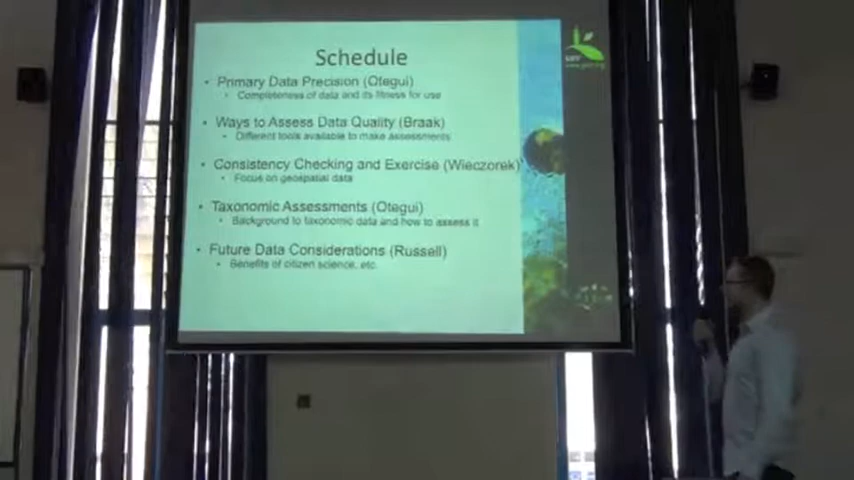 Schedule
• Primary Data Precision (Otegui)
• Completeness of data and its fitness for use
• Ways to Assess Data Quality (Braak)
• Different tools available to make assessments
• Consistency Checking and Exercise (Wieczorek)
• Focus on geospatial data
• Taxonomic Assessments (Otegui)
• Background to taxonomic data and how to assess it
• Future Data Considerations (Russell)
• Benefits of citizen science, etc.